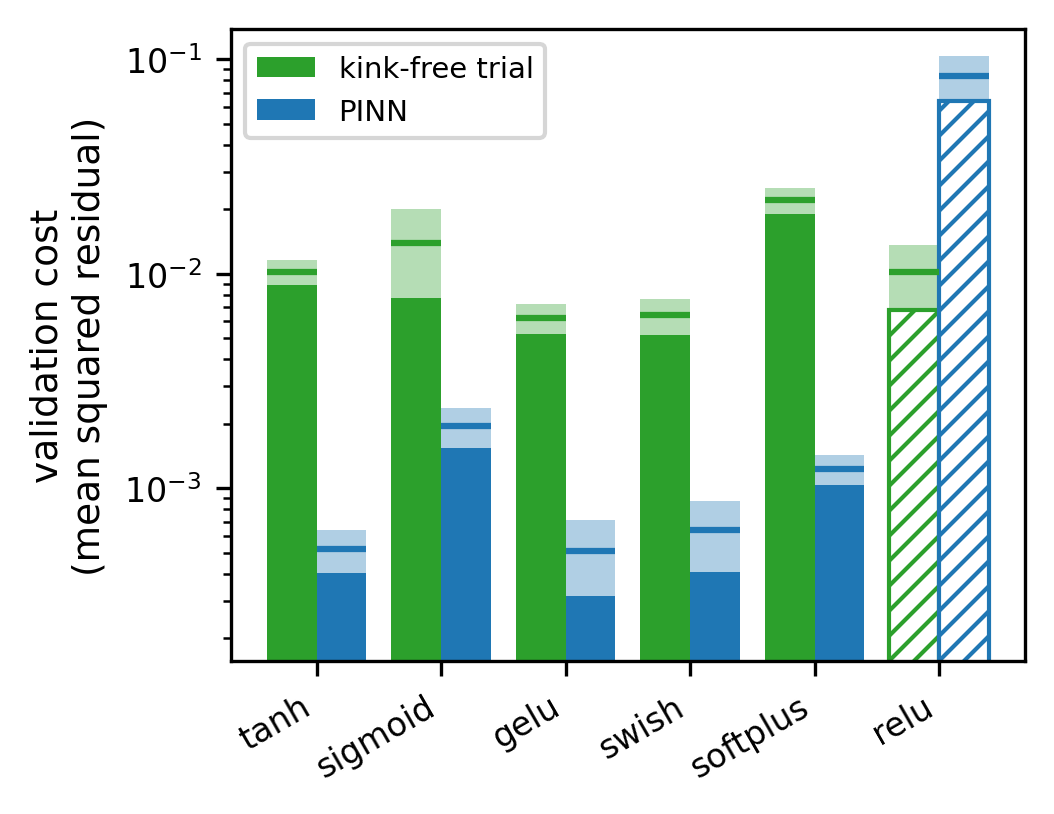 kink-free trial
PINN
validation cost
(mean squared residual)
10⁻¹
10⁻²
10⁻³
tanh
sigmoid
gelu
swish
softplus
relu